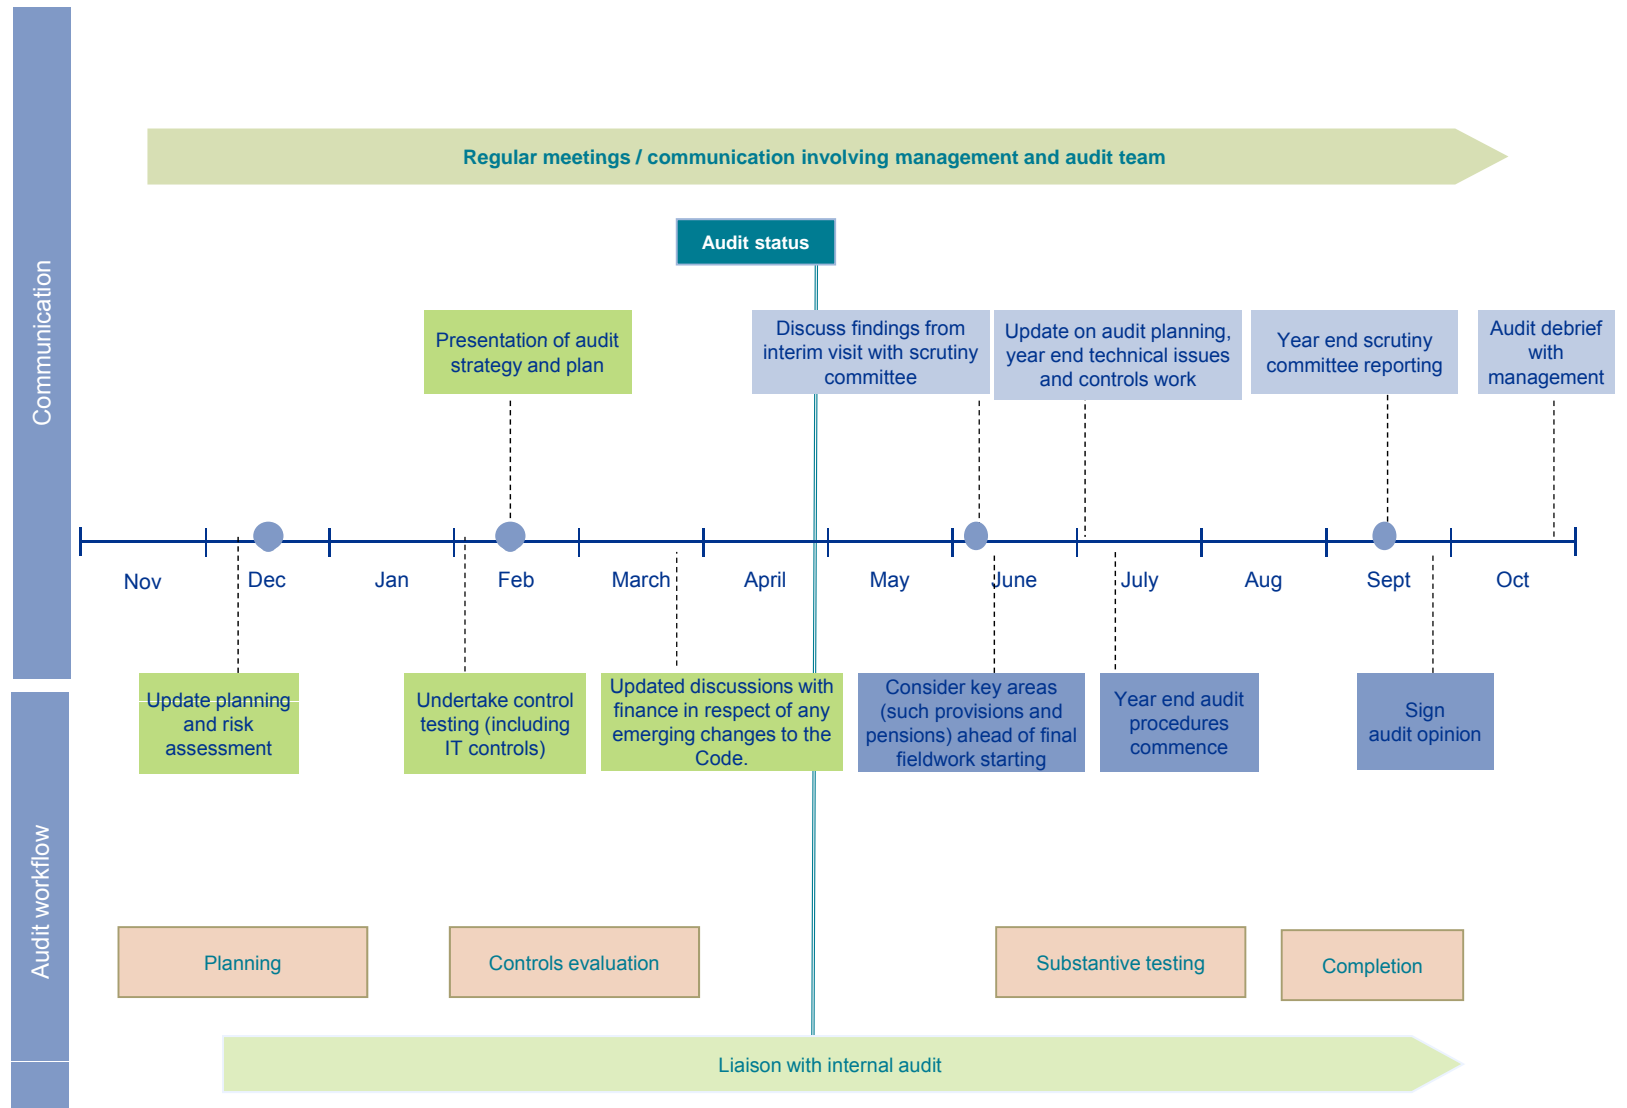 Communication
Regular meetings / communication involving management and audit team
Audit status
Presentation of audit
strategy and plan
Discuss findings from
interim visit with scrutiny
committee
Update on audit planning,
year end technical issues
and controls work
Year end scrutiny
committee reporting
Audit debrief
with
management
Nov
Dec
Jan
Feb
March
April
May
June
July
Aug
Sept
Oct
Update planning
and risk
assessment
Undertake control
testing (including
IT controls)
Updated discussions with
finance in respect of any
emerging changes to the
Code.
Consider key areas
(such provisions and
pensions) ahead of final
fieldwork starting
Year end audit
procedures
commence
Sign
audit opinion
Audit workflow
Planning
Controls evaluation
Substantive testing
Completion
Liaison with internal audit